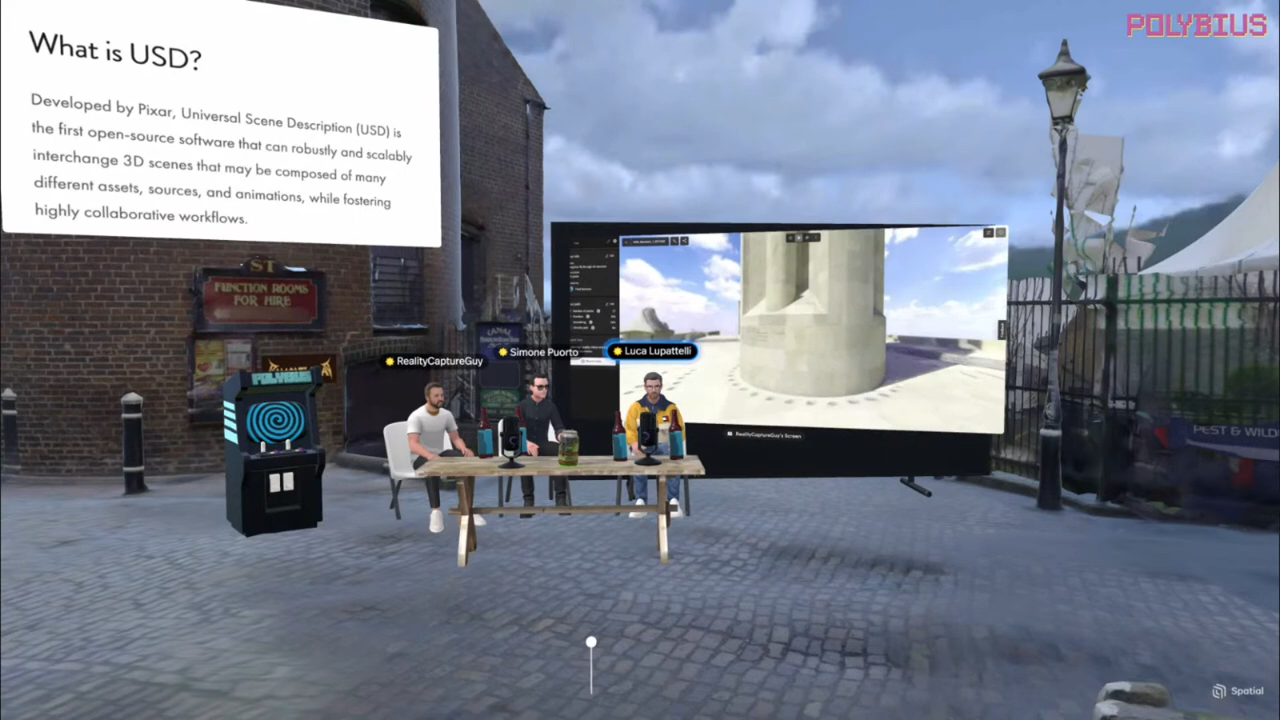 What is USD?
Developed by Pixar, Universal Scene Description (USD) is
the first open-source software that can robustly and scalably
interchange 3D scenes that may be composed of many
different assets, sources, and animations, while fostering
highly collaborative workflows.
POLYBIUS
FUNCTION ROOMS
FOR HIRE
CANAL
RealityCaptureGuy
Simone Puorto
Luca Lupattelli
POLYBIUS
RealityCaptureGuy's Screen
PEST & WILD
Spatial